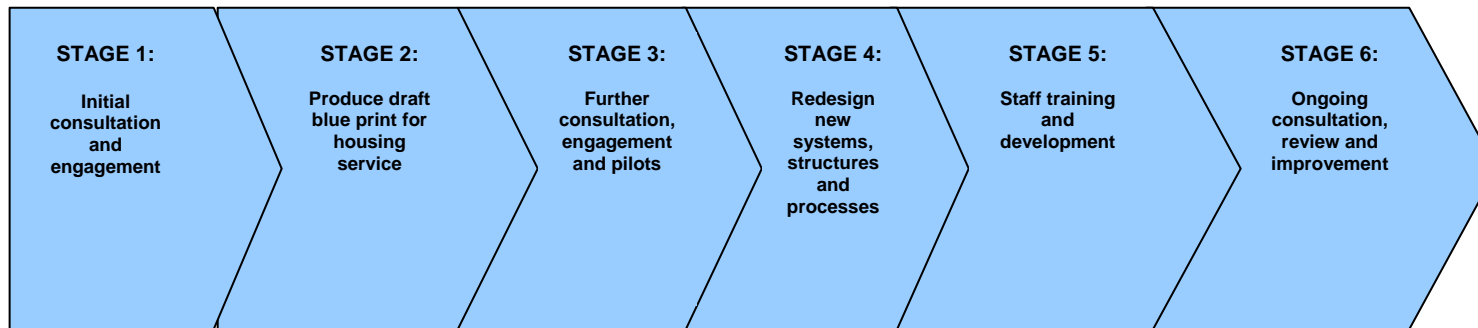 STAGE 1:
Initial
consultation
and
engagement
STAGE 2:
Produce draft
blue print for
housing
service
STAGE 3:
Further
consultation,
engagement
and pilots
STAGE 4:
Redesign
new
systems,
structures
and
processes
STAGE 5:
Staff training
and
development
STAGE 6:
Ongoing
consultation,
review and
improvement